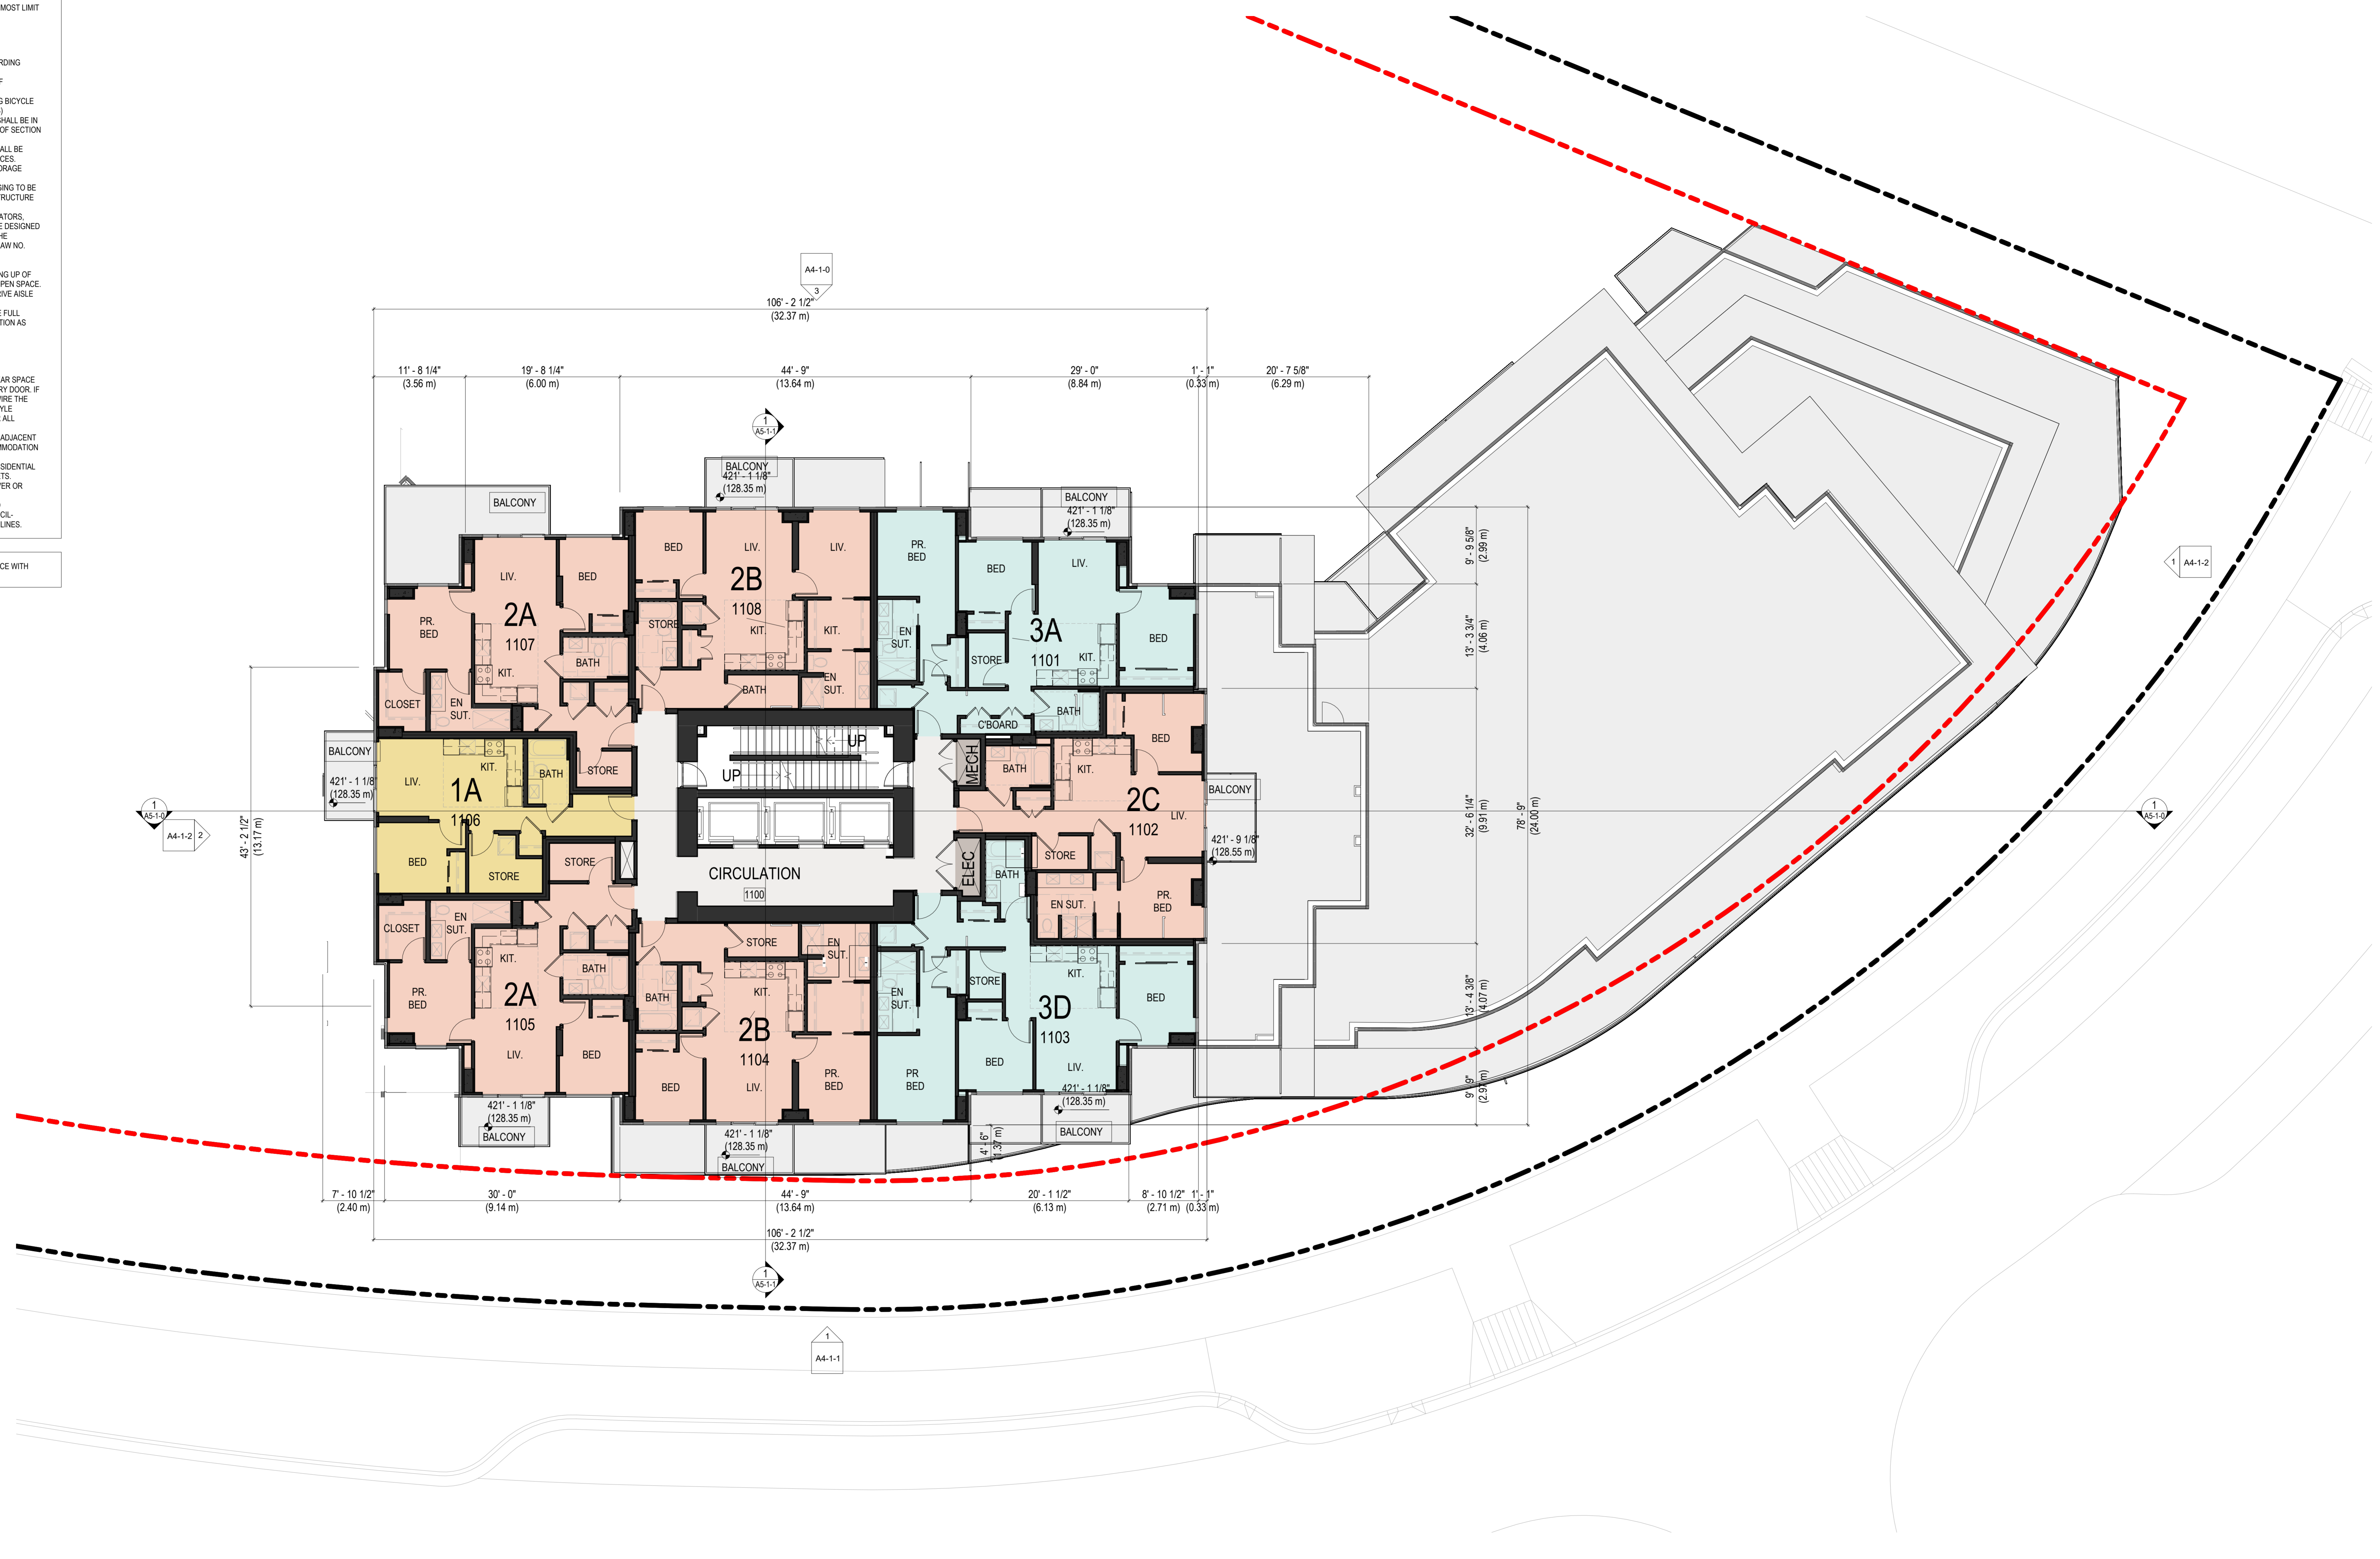 MOST LIMIT
RDING
F
G BICYCLE
)
SHALL BE IN
OF SECTION
ALL BE
CES.
ORAGE
GING TO BE
TRUCTURE
ATORS,
E DESIGNED
HE
AW NO.
NG UP OF
PEN SPACE.
RIVE AISLE
E FULL
TION AS
AR SPACE
RY DOOR. IF
WIRE THE
YLE
ALL
ADJACENT
MMODATION
SIDENTIAL
TS.
VER OR
CIL-
LINES.
CE WITH
A4-1-0
3
106' - 2 1/2"
(32.37 m)
11' - 8 1/4"
(3.56 m)
19' - 8 1/4"
(6.00 m)
44' - 9"
(13.64 m)
29' - 0"
(8.84 m)
1' - 1"
(0.33 m)
20' - 7 5/8"
(6.29 m)
1
A5-1-1
BALCONY
421' - 1 1/8"
(128.35 m)
BALCONY
BALCONY
421' - 1 1/8"
(128.35 m)
9' - 9 5/8"
(2.99 m)
1
A4-1-2
LIV.
BED
PR.
BED
2A
1107
KIT.
BATH
CLOSET
EN
SUT.
STORE
BED
LIV.
LIV.
2B
1108
STORE
KIT.
KIT.
BATH
EN
SUT.
PR.
BED
BED
LIV.
EN
SUT.
3A
1101
STORE
KIT.
BED
C'BOARD
BATH
13' - 3 3/4"
(4.06 m)
BALCONY
421' - 1 1/8"
(128.35 m)
LIV.
KIT.
BATH
1A
1106
BED
STORE
1
A5-1-0
A4-1-2
2
43' - 2 1/2"
(13.17 m)
UP
UP
MECH
ELEC.
CIRCULATION
1100
BATH
KIT.
BED
2C
1102
LIV.
STORE
EN SUT.
PR.
BED
BALCONY
421' - 9 1/8"
(128.55 m)
32' - 6 1/4"
(9.91 m)
78' - 9"
(24.00 m)
1
A5-1-0
STORE
CLOSET
EN
SUT.
KIT.
BATH
2A
1105
PR.
BED
LIV.
BED
STORE
EN
SUT.
BATH
KIT.
2B
1104
BED
LIV.
PR.
BED
BATH
STORE
EN
SUT.
KIT.
3D
1103
BED
BED
LIV.
PR
BED
13' - 4 3/8"
(4.07 m)
9' - 9"
(2.97 m)
421' - 1 1/8"
(128.35 m)
BALCONY
421' - 1 1/8"
(128.35 m)
BALCONY
421' - 1 1/8"
(128.35 m)
BALCONY
4' - 6"
1.37 m)
7' - 10 1/2"
(2.40 m)
30' - 0"
(9.14 m)
44' - 9"
(13.64 m)
20' - 1 1/2"
(6.13 m)
8' - 10 1/2"
(2.71 m)
1' - 1"
(0.33 m)
106' - 2 1/2"
(32.37 m)
1
A5-1-1
1
A4-1-1